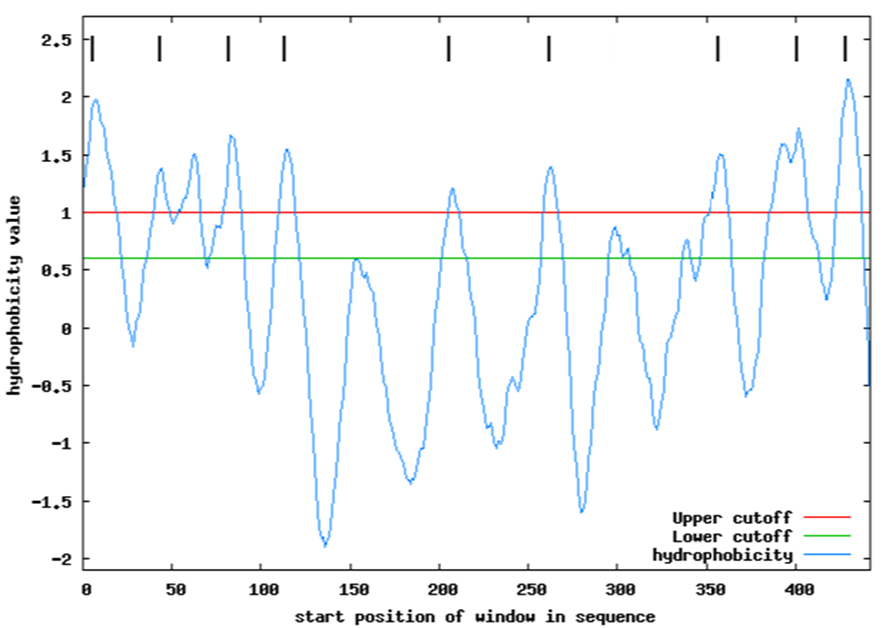 2.5
2
1.5
1
0.5
0
-0.5
-1
-1.5
-2
hydrophobicity value
Upper cutoff
Lower cutoff
hydrophobicity
0 50 100 150 200 250 300 350 400
start position of window in sequence